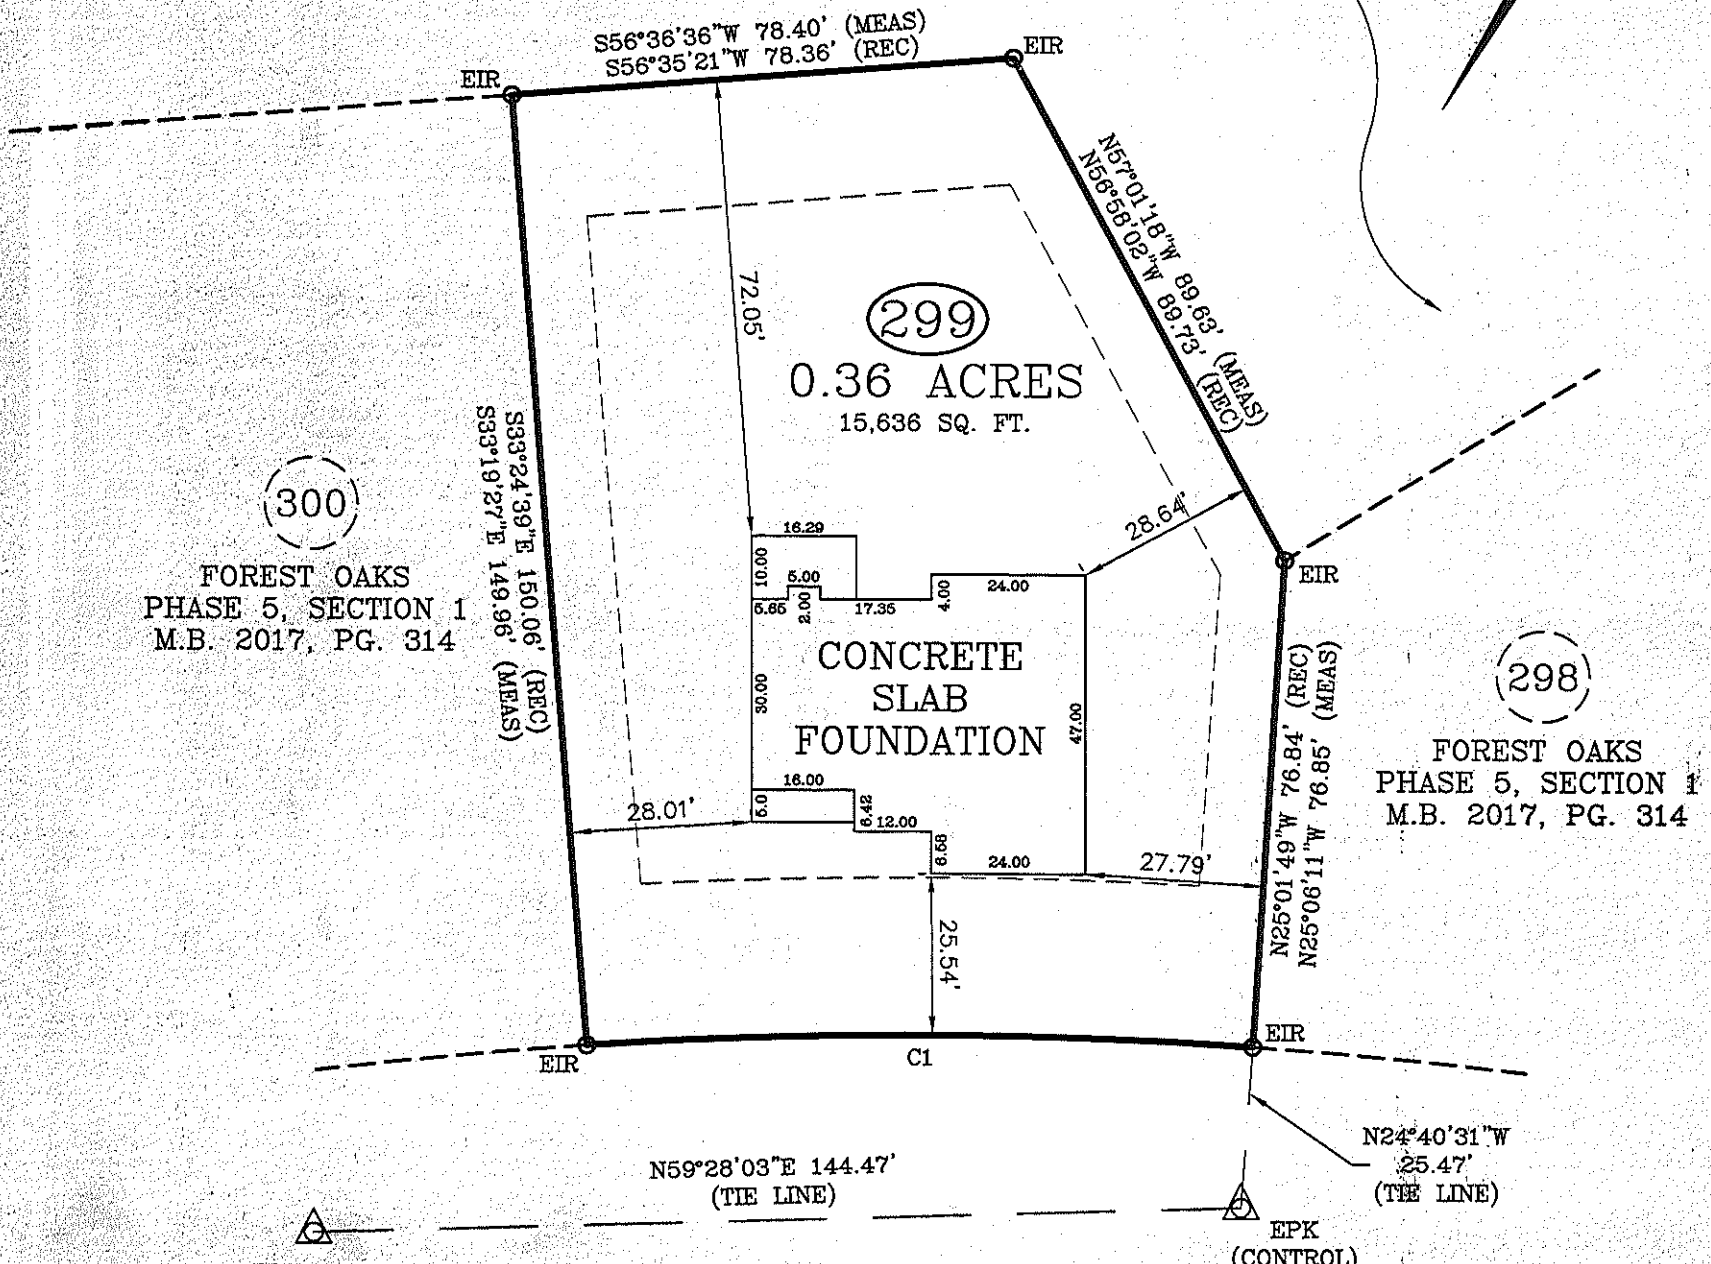 S56°36'36"W 78.40' (MEAS)
S56°35'21"W 78.36' (REC)
EIR
EIR
N57°01'18"W 89.63' (MEAS)
N56°58'02"W 89.73' (REC)
72.05'
299
0.36 ACRES
15,636 SQ. FT.
S33°24'39"E 150.06' (REC)
S33°19'27"E 149.96' (MEAS)
300
FOREST OAKS
PHASE 5, SECTION 1
M.B. 2017, PG. 314
28.64'
EIR
16.29
10.00
5.00
5.65
2.00
17.35
4.00
24.00
CONCRETE
SLAB
FOUNDATION
30.00
47.00
16.00
5.0
6.42
12.00
6.58
24.00
28.01'
27.79'
25.54'
N25°01'49"W 76.84' (REC)
N25°06'11"W 76.85' (MEAS)
298
FOREST OAKS
PHASE 5, SECTION 1
M.B. 2017, PG. 314
EIR
C1
EIR
N24°40'31"W
25.47'
(TIE LINE)
N59°28'03"E 144.47'
(TIE LINE)
EPK
(CONTROL)